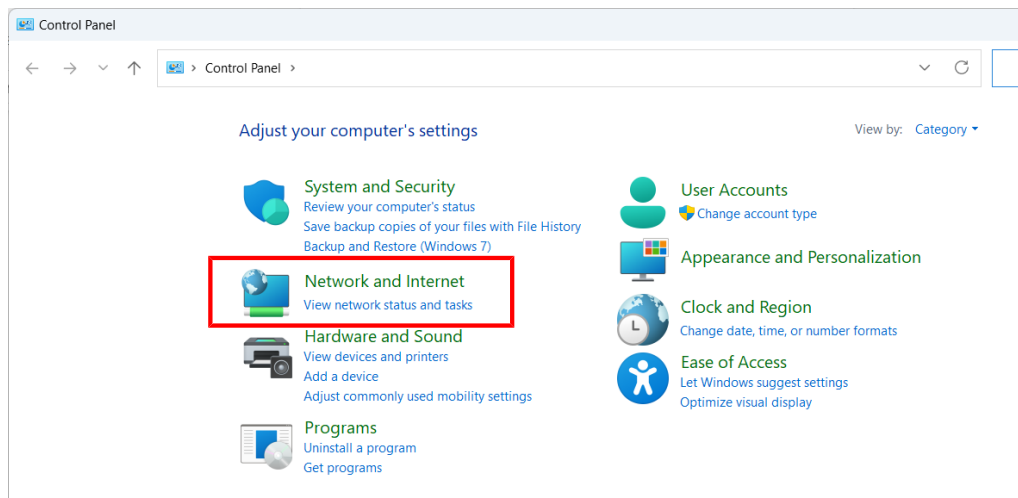 Control Panel
Control Panel
Adjust your computer's settings
View by: Category
System and Security
Review your computer's status
Save backup copies of your files with File History
Backup and Restore (Windows 7)
Network and Internet
View network status and tasks
Hardware and Sound
View devices and printers
Add a device
Adjust commonly used mobility settings
Programs
Uninstall a program
Get programs
User Accounts
Change account type
Appearance and Personalization
Clock and Region
Change date, time, or number formats
Ease of Access
Let Windows suggest settings
Optimize visual display